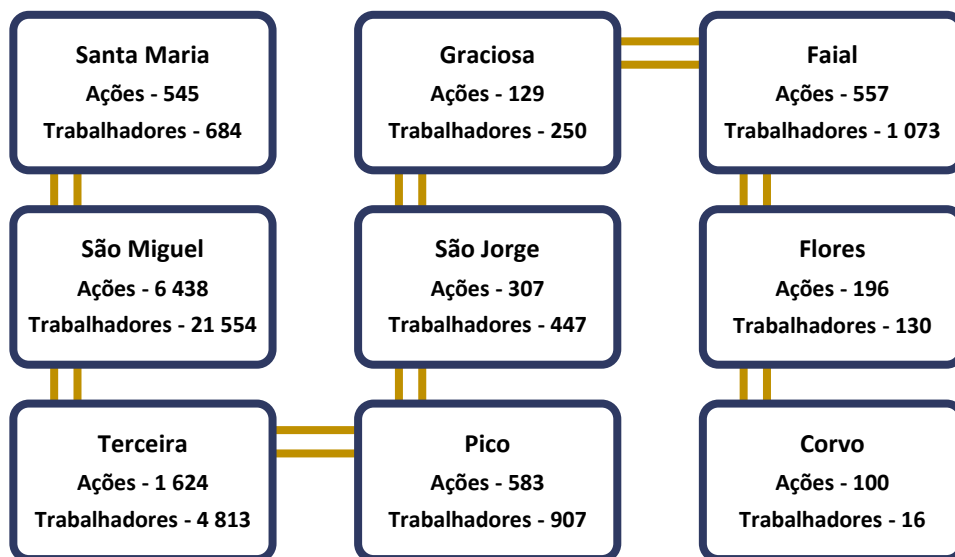 Santa Maria
Ações - 545
Trabalhadores - 684
São Miguel
Ações - 6 438
Trabalhadores - 21 554
Terceira
Ações - 1 624
Trabalhadores - 4 813
Pico
Ações - 583
Trabalhadores - 907
São Jorge
Ações - 307
Trabalhadores - 447
Graciosa
Ações - 129
Trabalhadores - 250
Faial
Ações - 557
Trabalhadores - 1 073
Flores
Ações - 196
Trabalhadores - 130
Corvo
Ações - 100
Trabalhadores - 16